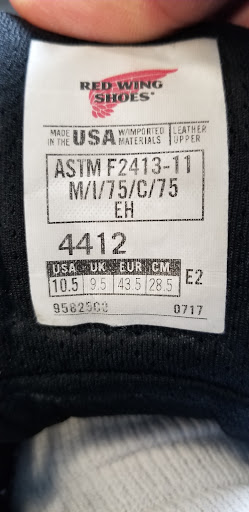 RED WING
SHOES®
MADE IN THE USA W/IMPORTED MATERIALS LEATHER UPPER
ASTM F2413-11
M/I/75/C/75
EH
4412
USA UK EUR CM
10.5 9.5 43.5 28.5 E2
0717